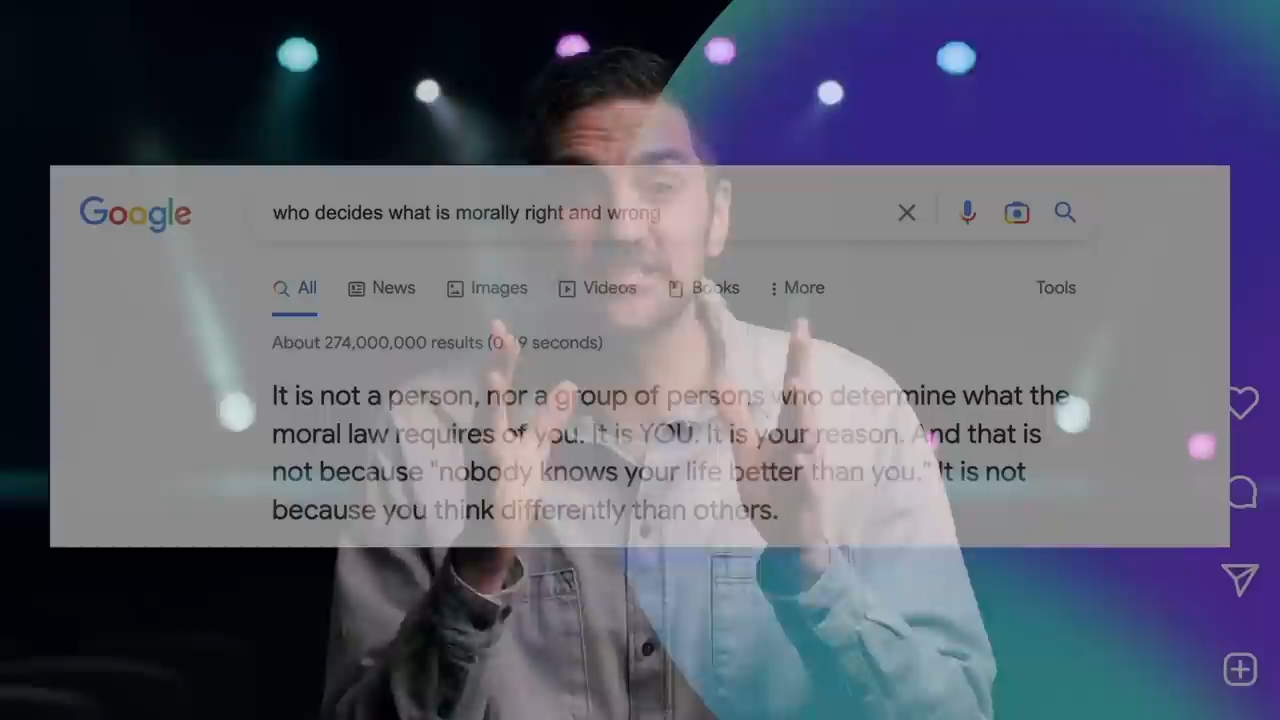 Google
who decides what is morally right and wrong
All News Images Videos Books More Tools
About 274,000,000 results (0.19 seconds)
It is not a person, nor a group of persons who determine what the
moral law requires of you. It is YOU. It is your reason. And that is
not because "nobody knows your life better than you." It is not
because you think differently than others.